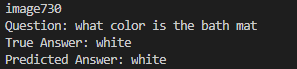 image730
Question: what color is the bath mat
True Answer: white
Predicted Answer: white